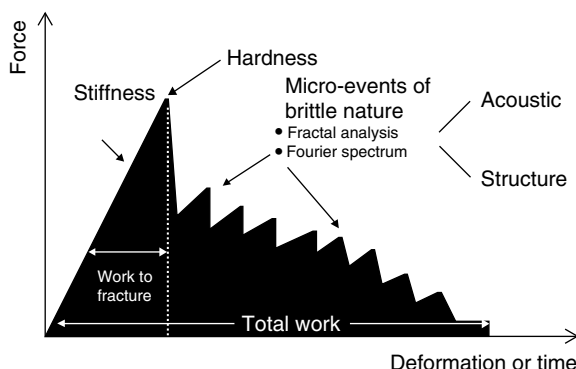 Force
Hardness
Stiffness
Micro-events of
brittle nature
• Fractal analysis
• Fourier spectrum
Acoustic
Structure
Work to
fracture
Total work
Deformation or time